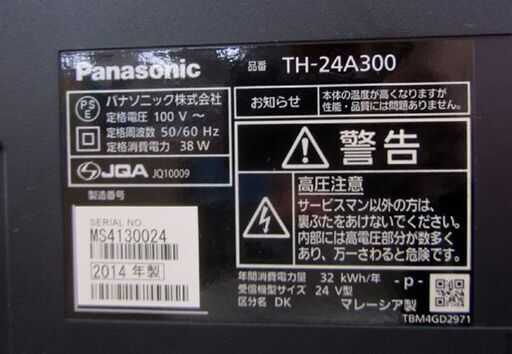 Panasonic
品番 TH-24A300
パナソニック株式会社
定格電圧 100 V ～
定格周波数 50/60 Hz
定格消費電力 38 W
PS
E
JQA JQ10009
製造番号
SERIAL NO.
MS4130024
2014 年製
お知らせ
本体の温度が高くなりますが
性能・品質には問題ありません。
警告
高圧注意
サービスマン以外の方は、
裏ぶたをあけないでください。
内部には高電圧部分が数多く
あり、万一さわると危険です。
年間消費電力量 32 kWh/年
受信機型サイズ 24 V型
区分名 DK
-p-
マレーシア製
TBM4GD2971